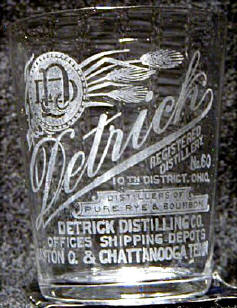 Detrick
REGISTERED
DISTILLERY
No. 60
10TH DISTRICT, OHIO.
DISTILLERS OF
PURE RYE & BOURBON
DETRICK DISTILLING CO.
OFFICES SHIPPING DEPOTS
YTON O. & CHATTANOOGA TENN